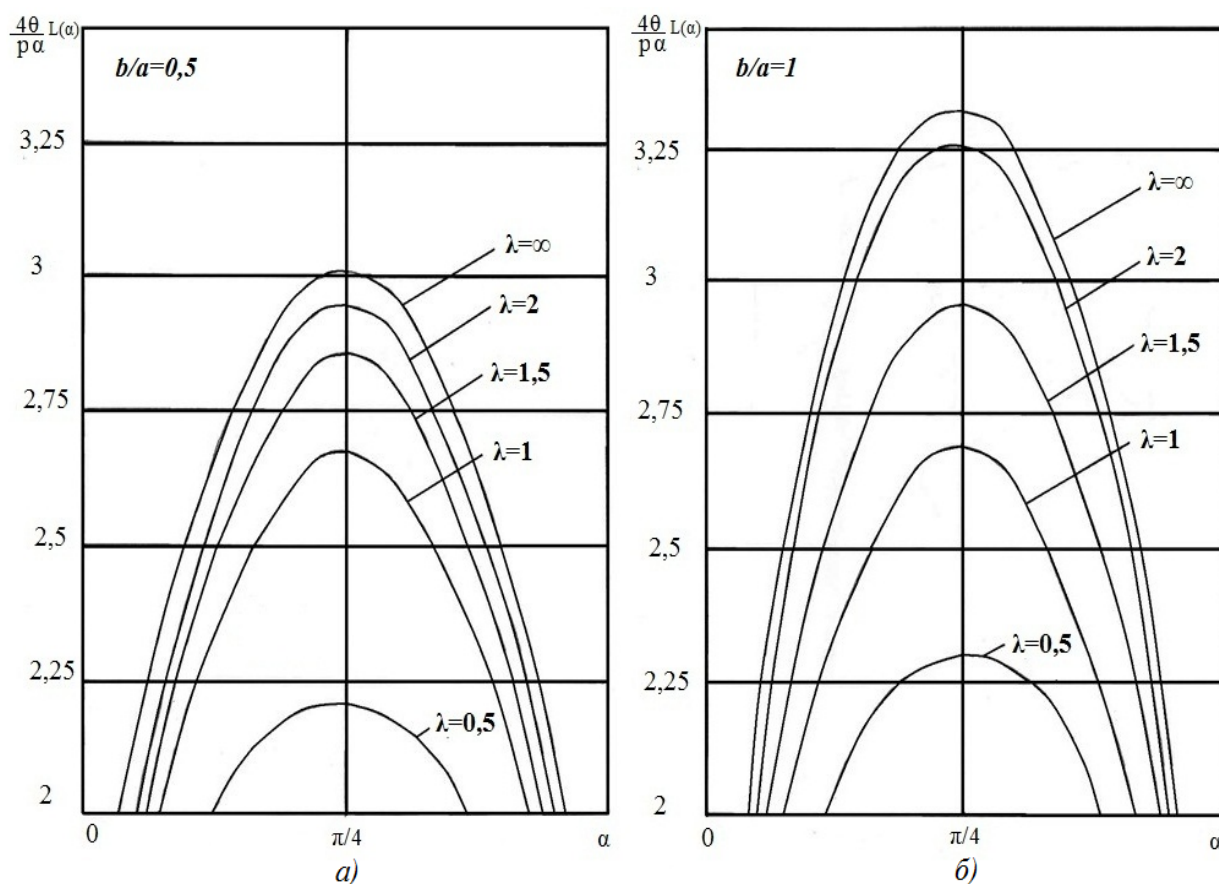 4θ
pα
L(α)
b/a=0,5
3,25
3
2,75
2,5
2,25
2
λ=∞
λ=2
λ=1,5
λ=1
λ=0,5
0
π/4
α
а)
4θ
pα
L(α)
b/a=1
3,25
3
2,75
2,5
2,25
2
λ=∞
λ=2
λ=1,5
λ=1
λ=0,5
0
π/4
α
б)